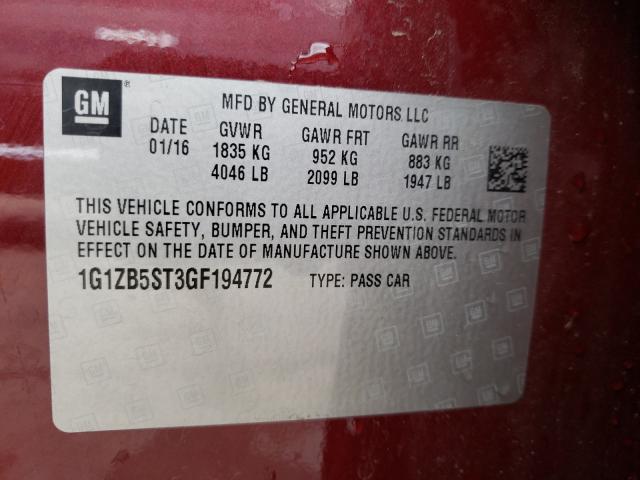 GM ®
MFD BY GENERAL MOTORS LLC
DATE GVWR GAWR FRT GAWR RR
01/16 1835 KG 952 KG 883 KG
4046 LB 2099 LB 1947 LB
THIS VEHICLE CONFORMS TO ALL APPLICABLE U.S. FEDERAL MOTOR
VEHICLE SAFETY, BUMPER, AND THEFT PREVENTION STANDARDS IN
EFFECT ON THE DATE OF MANUFACTURE SHOWN ABOVE.
1G1ZB5ST3GF194772 TYPE: PASS CAR